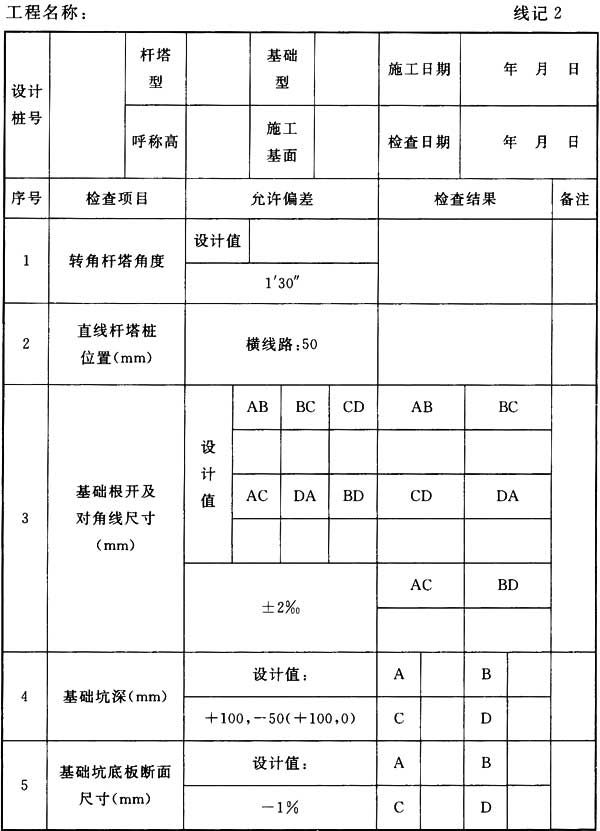 工程名称： 线记 2
设计桩号 杆塔型 基础型 施工日期 年 月 日
呼称高 施工基面 检查日期 年 月 日
序号 检查项目 允许偏差 检查结果 备注
1 转角杆塔角度 设计值
1′30″
2 直线杆塔桩位置(mm) 横线路:50
3 基础根开及对角线尺寸(mm) 设计值 AB BC CD AB BC
AC DA BD CD DA
±2‰ AC BD
4 基础坑深(mm) 设计值： A B
+100,-50(+100,0) C D
5 基础坑底板断面尺寸(mm) 设计值： A B
-1% C D